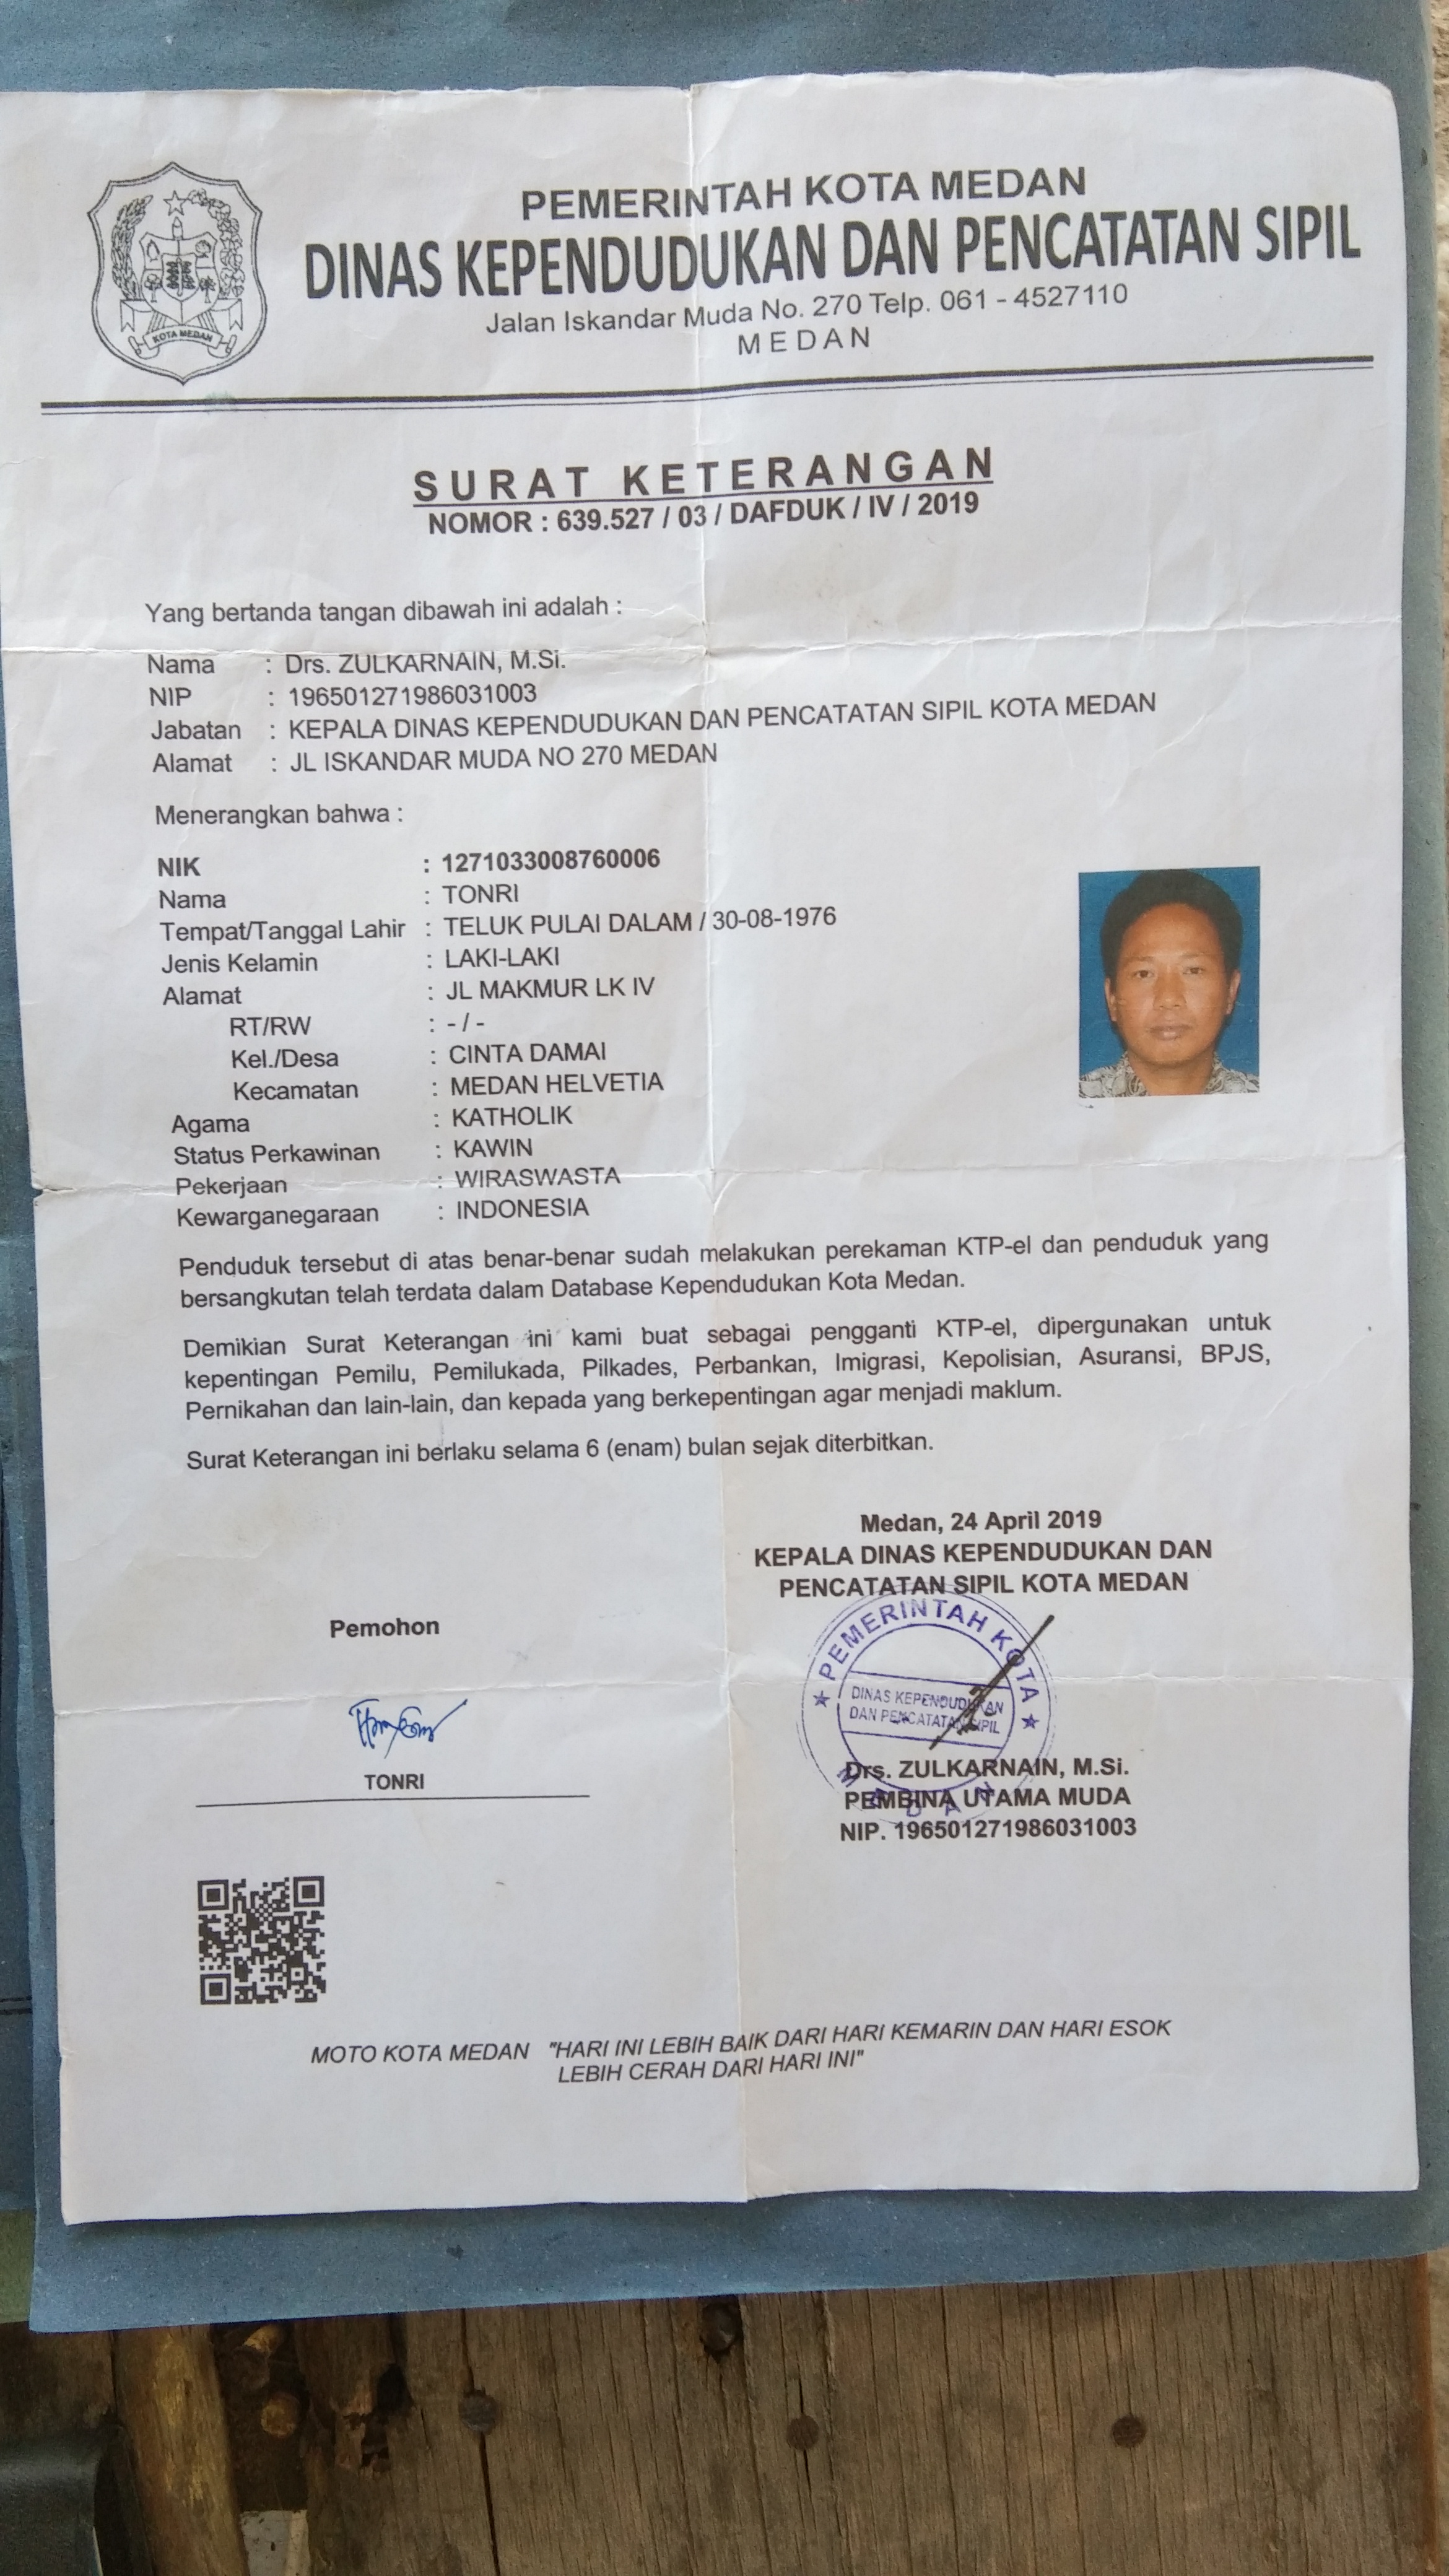 KOTA MEDAN
PEMERINTAH KOTA MEDAN
DINAS KEPENDUDUKAN DAN PENCATATAN SIPIL
Jalan Iskandar Muda No. 270 Telp. 061 - 4527110
MEDAN
SURAT KETERANGAN
NOMOR : 639.527 / 03 / DAFDUK / IV / 2019
Yang bertanda tangan dibawah ini adalah :
Nama : Drs. ZULKARNAIN, M.Si.
NIP : 196501271986031003
Jabatan : KEPALA DINAS KEPENDUDUKAN DAN PENCATATAN SIPIL KOTA MEDAN
Alamat : JL ISKANDAR MUDA NO 270 MEDAN
Menerangkan bahwa :
NIK : 1271033008760006
Nama : TONRI
Tempat/Tanggal Lahir : TELUK PULAI DALAM / 30-08-1976
Jenis Kelamin : LAKI-LAKI
Alamat : JL MAKMUR LK IV
RT/RW : - / -
Kel./Desa : CINTA DAMAI
Kecamatan : MEDAN HELVETIA
Agama : KATHOLIK
Status Perkawinan : KAWIN
Pekerjaan : WIRASWASTA
Kewarganegaraan : INDONESIA
Penduduk tersebut di atas benar-benar sudah melakukan perekaman KTP-el dan penduduk yang
bersangkutan telah terdata dalam Database Kependudukan Kota Medan.
Demikian Surat Keterangan ini kami buat sebagai pengganti KTP-el, dipergunakan untuk
kepentingan Pemilu, Pemilukada, Pilkades, Perbankan, Imigrasi, Kepolisian, Asuransi, BPJS,
Pernikahan dan lain-lain, dan kepada yang berkepentingan agar menjadi maklum.
Surat Keterangan ini berlaku selama 6 (enam) bulan sejak diterbitkan.
Medan, 24 April 2019
KEPALA DINAS KEPENDUDUKAN DAN
PENCATATAN SIPIL KOTA MEDAN
Pemohon
PEMERINTAH KOTA
DINAS KEPENDUDUKAN
DAN PENCATATAN SIPIL
MEDAN
TONRI
Drs. ZULKARNAIN, M.Si.
PEMBINA UTAMA MUDA
NIP. 196501271986031003
MOTO KOTA MEDAN "HARI INI LEBIH BAIK DARI HARI KEMARIN DAN HARI ESOK
LEBIH CERAH DARI HARI INI"